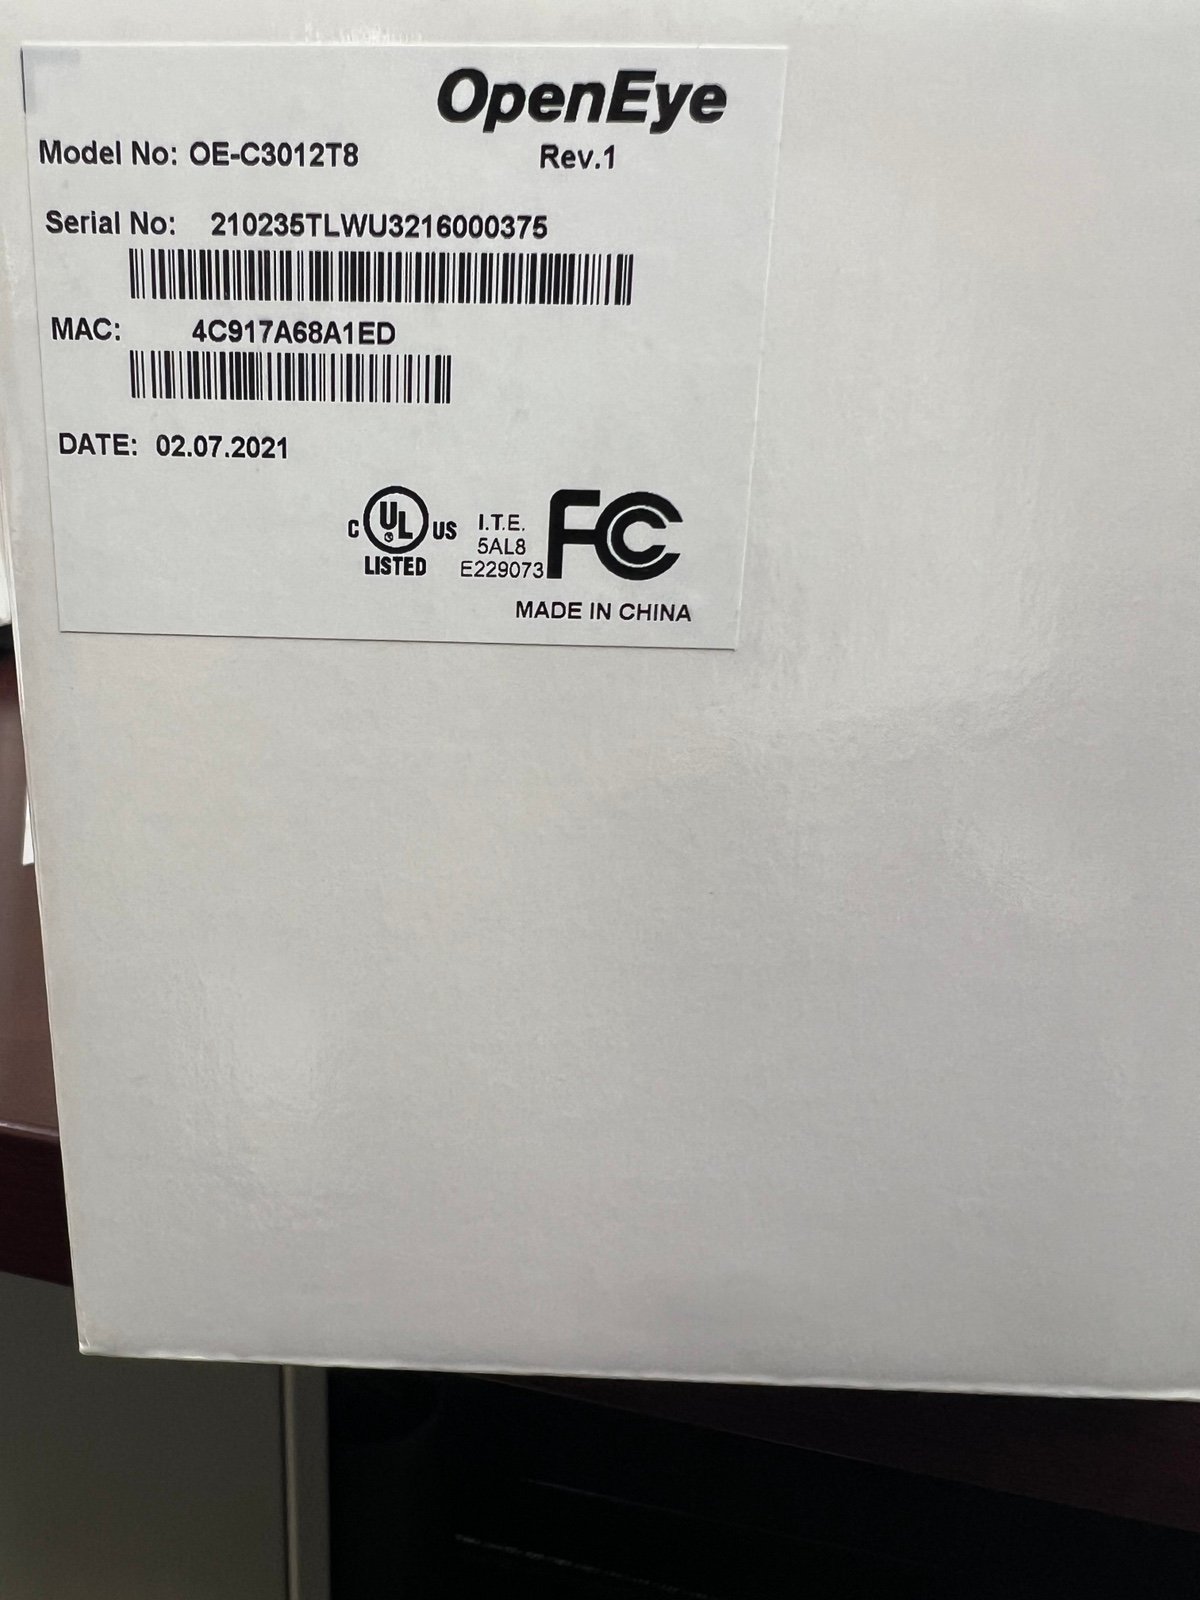 OpenEye
Model No: OE-C3012T8 Rev.1
Serial No: 210235TLWU3216000375
MAC: 4C917A68A1ED
DATE: 02.07.2021
C UL US I.T.E.
5AL8
LISTED E229073 FC
MADE IN CHINA